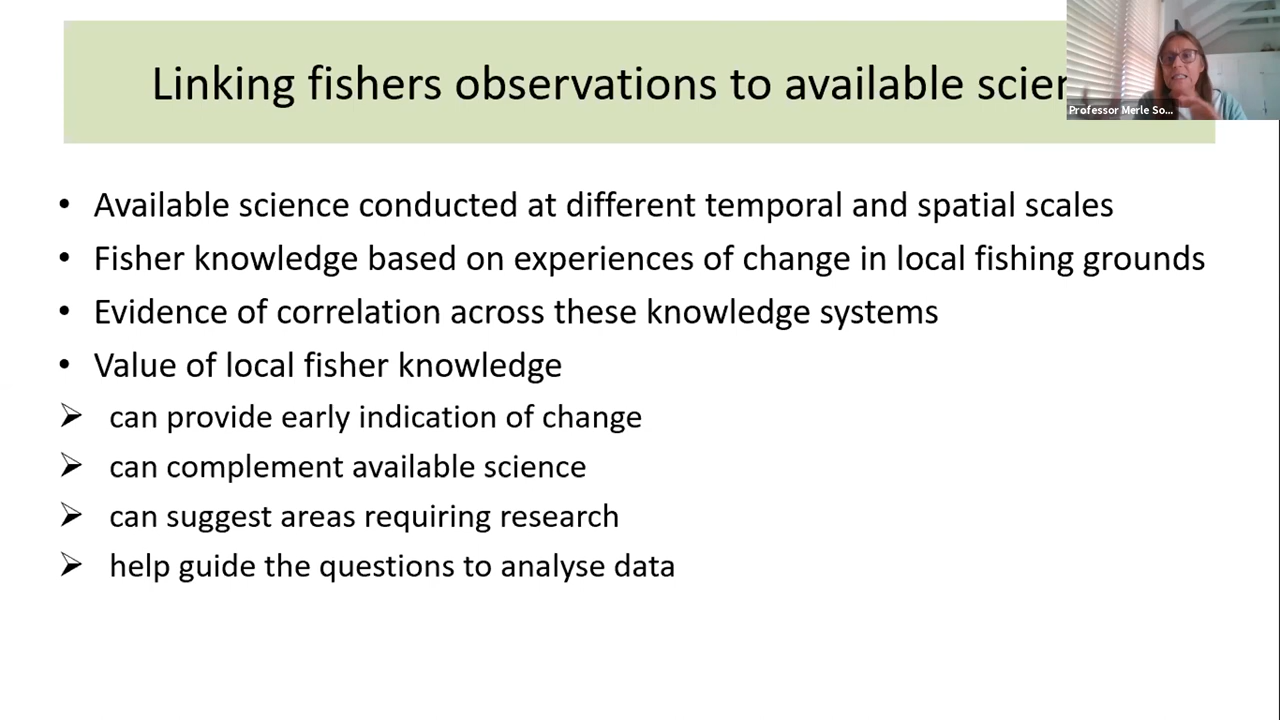 Linking fishers observations to available scien
Professor Merle So...
• Available science conducted at different temporal and spatial scales
• Fisher knowledge based on experiences of change in local fishing grounds
• Evidence of correlation across these knowledge systems
• Value of local fisher knowledge
➢ can provide early indication of change
➢ can complement available science
➢ can suggest areas requiring research
➢ help guide the questions to analyse data